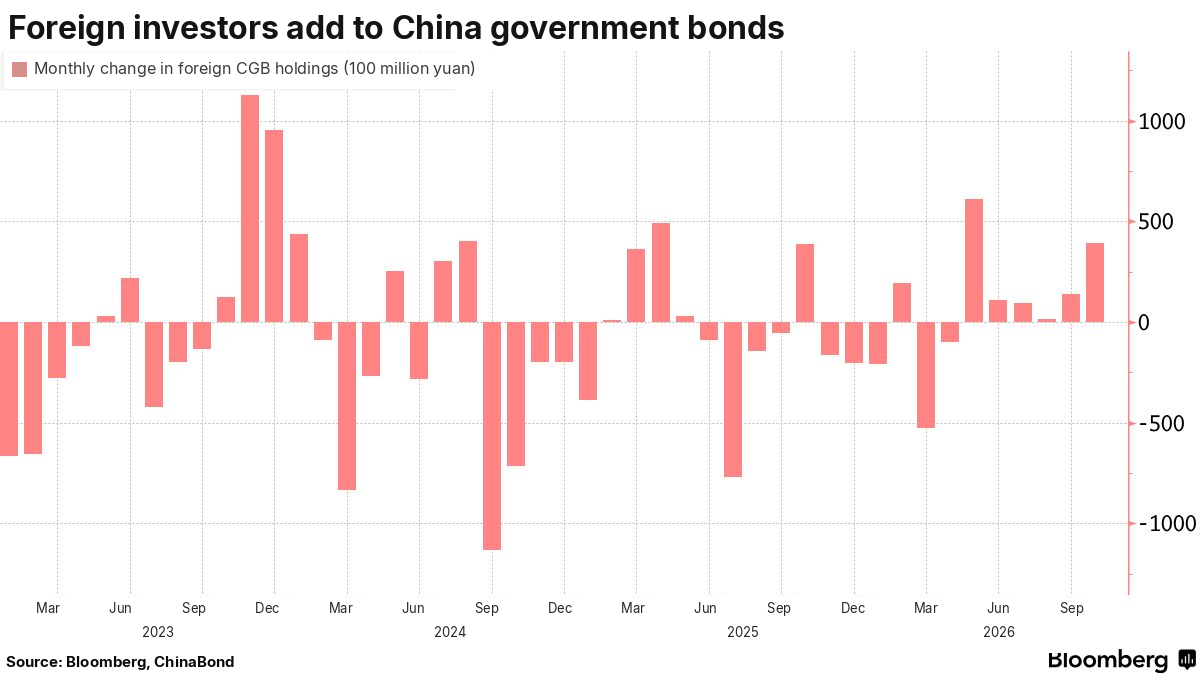 Foreign investors add to China government bonds
Monthly change in foreign CGB holdings (100 million yuan)
1000
500
0
-500
-1000
Mar Jun Sep Dec Mar Jun Sep Dec Mar Jun Sep Dec Mar Jun Sep
2023 2024 2025 2026
Source: Bloomberg, ChinaBond
Bloomberg